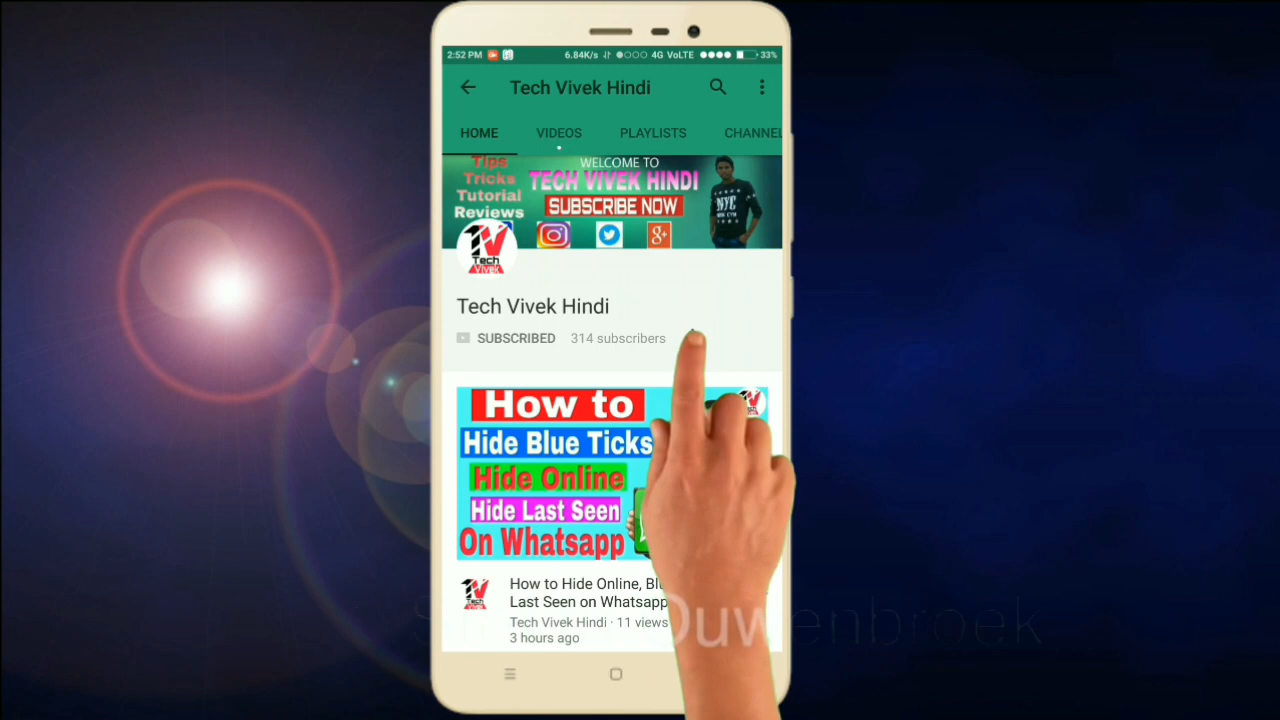 2:52 PM 6.84K/s 4G VoLTE 33%
Tech Vivek Hindi
HOME VIDEOS PLAYLISTS CHANNEL
Tips
Tricks
Tutorial
Reviews
WELCOME TO
TECH VIVEK HINDI
SUBSCRIBE NOW
NYC
g+
Tech
Vivek
Tech Vivek Hindi
SUBSCRIBED 314 subscribers
How to
Hide Blue Ticks
Hide Online
Hide Last Seen
On Whatsapp
Tech
Vivek
How to Hide Online,
Last Seen on Whatsapp
Tech Vivek Hindi · 11 views
3 hours ago